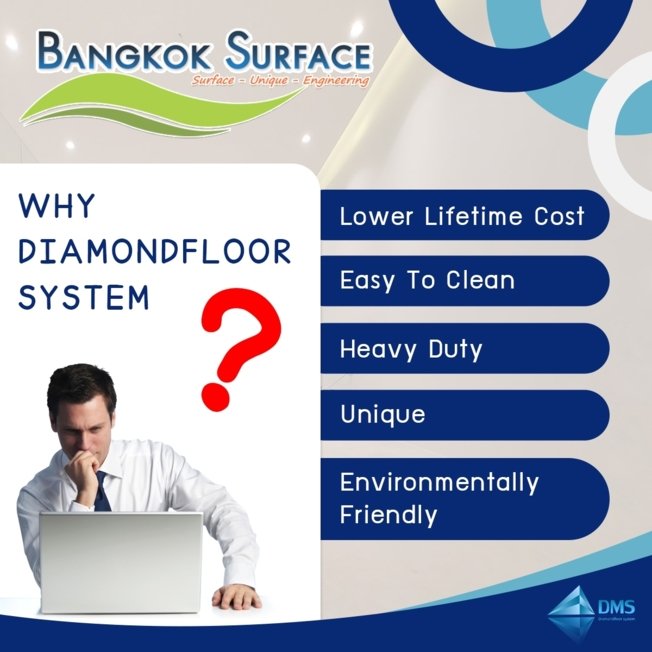 BANGKOK SURFACE
Surface - Unique - Engineering
WHY
DIAMONDFLOOR
SYSTEM
?
Lower Lifetime Cost
Easy To Clean
Heavy Duty
Unique
Environmentally
Friendly
DMS
Diamondfloor system